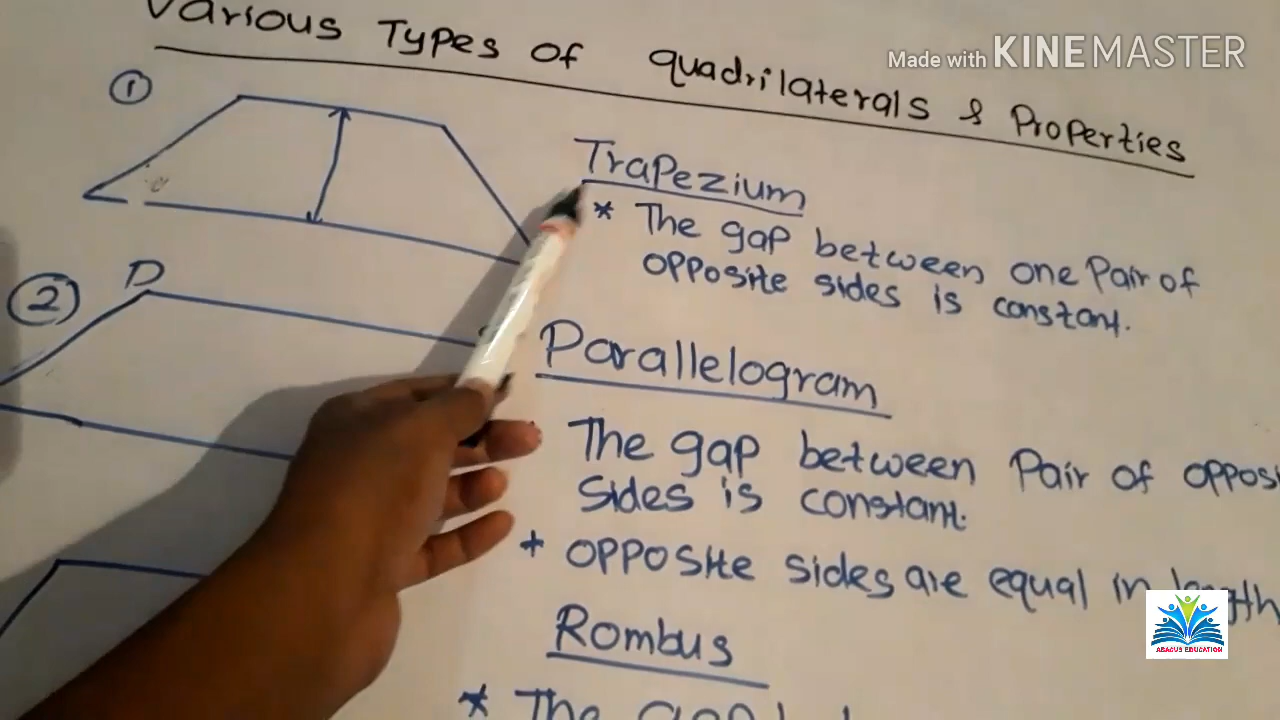 Various Types Of quadrilaterals & Properties
Made with KINEMASTER
1
Trapezium
* The gap between one Pair of
opposite sides is constant.
2
D
Parallelogram
The gap between Pair of opposi
sides is constant.
+ opposite sides are equal in length
Rombus
* The gap
ABACUS EDUCATION